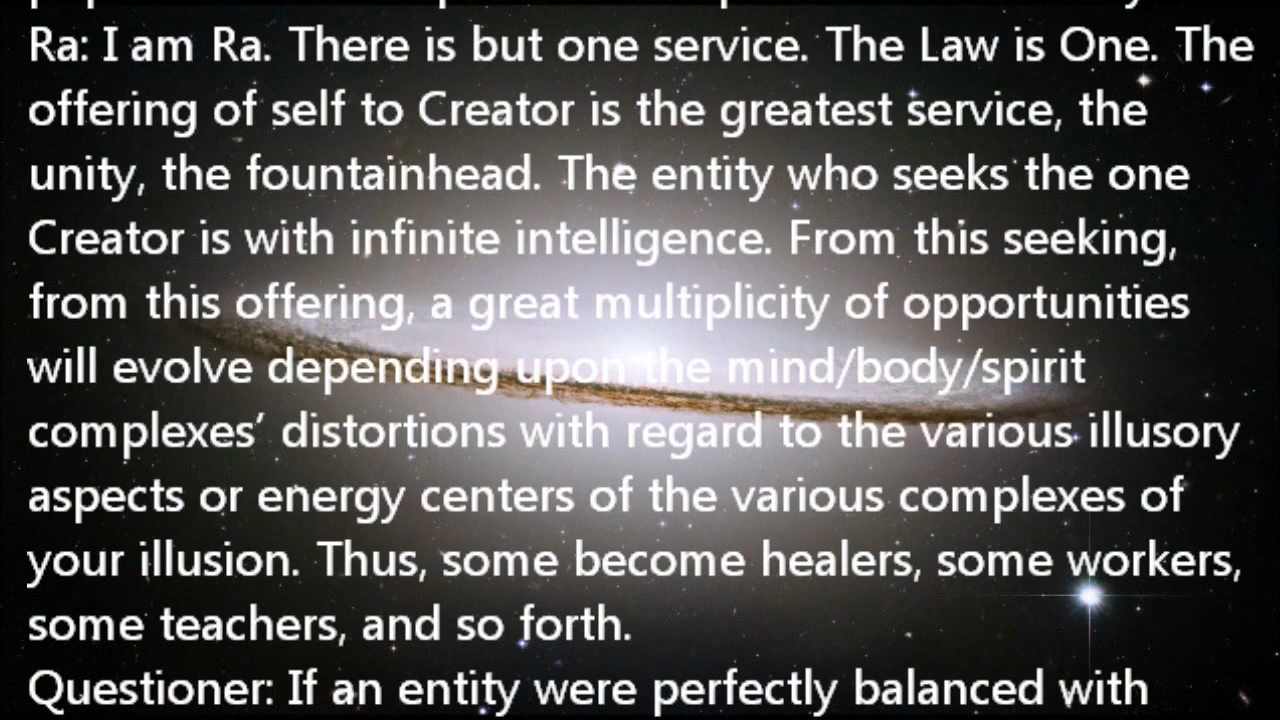 Ra: I am Ra. There is but one service. The Law is One. The
offering of self to Creator is the greatest service, the
unity, the fountainhead. The entity who seeks the one
Creator is with infinite intelligence. From this seeking,
from this offering, a great multiplicity of opportunities
will evolve depending upon the mind/body/spirit
complexes’ distortions with regard to the various illusory
aspects or energy centers of the various complexes of
your illusion. Thus, some become healers, some workers,
some teachers, and so forth.
Questioner: If an entity were perfectly balanced with